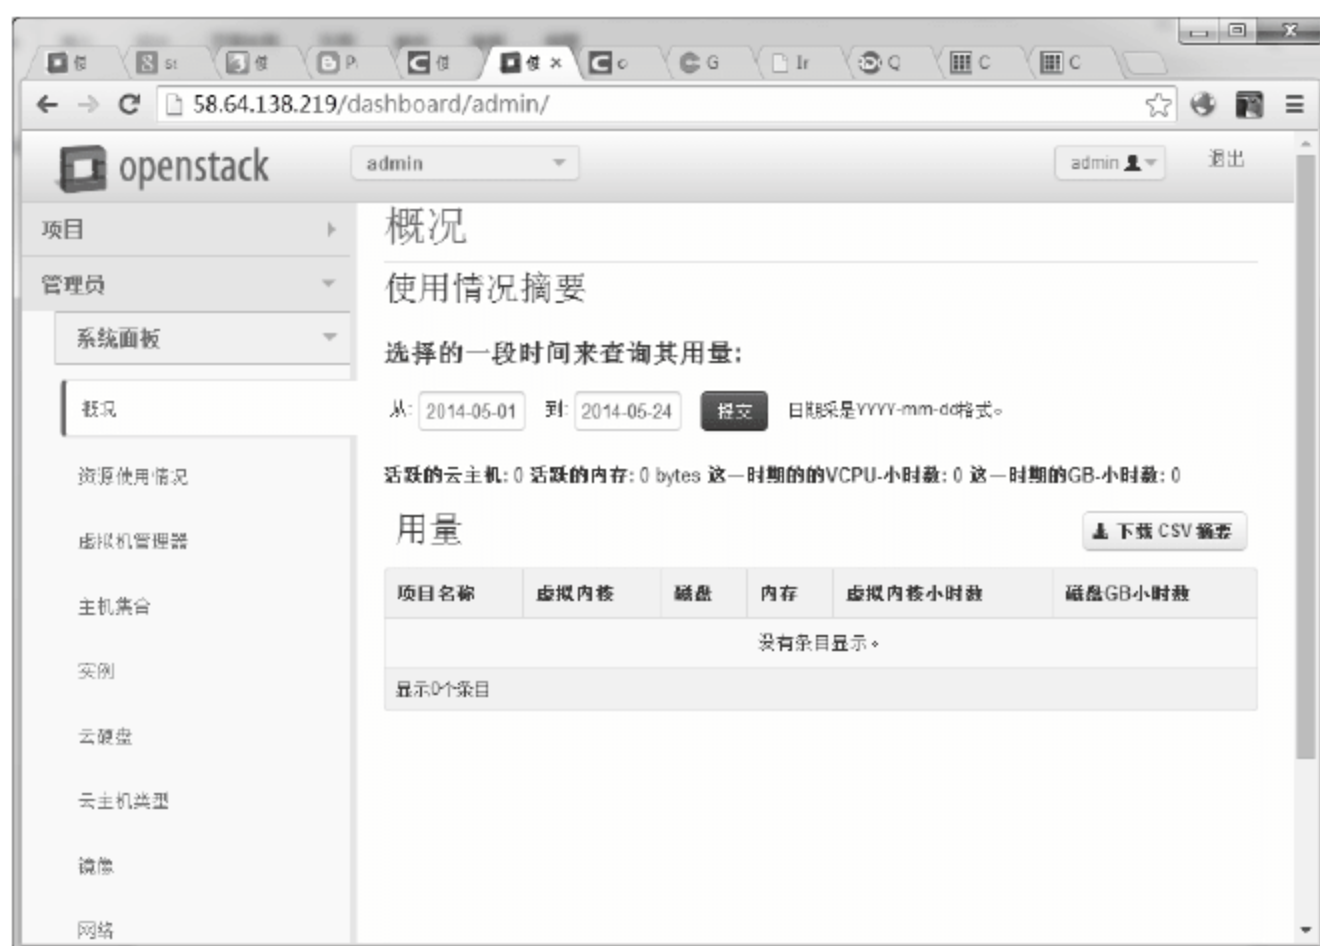 58.64.138.219/dashboard/admin/
openstack admin admin 退出
项目
管理员
系统面板
概况
资源使用情况
虚拟机管理器
主机集合
实例
云硬盘
云主机类型
镜像
网络
概况
使用情况摘要
选择的一段时间来查询其用量:
从: 2014-05-01 到: 2014-05-24 提交 日期采是YYYY-mm-dd格式。
活跃的云主机: 0 活跃的内存: 0 bytes 这一时期的的VCPU-小时数: 0 这一时期的GB-小时数: 0
用量 下载 CSV 摘要
项目名称 虚拟内核 磁盘 内存 虚拟内核小时数 磁盘GB小时数
没有条目显示。
显示0个条目